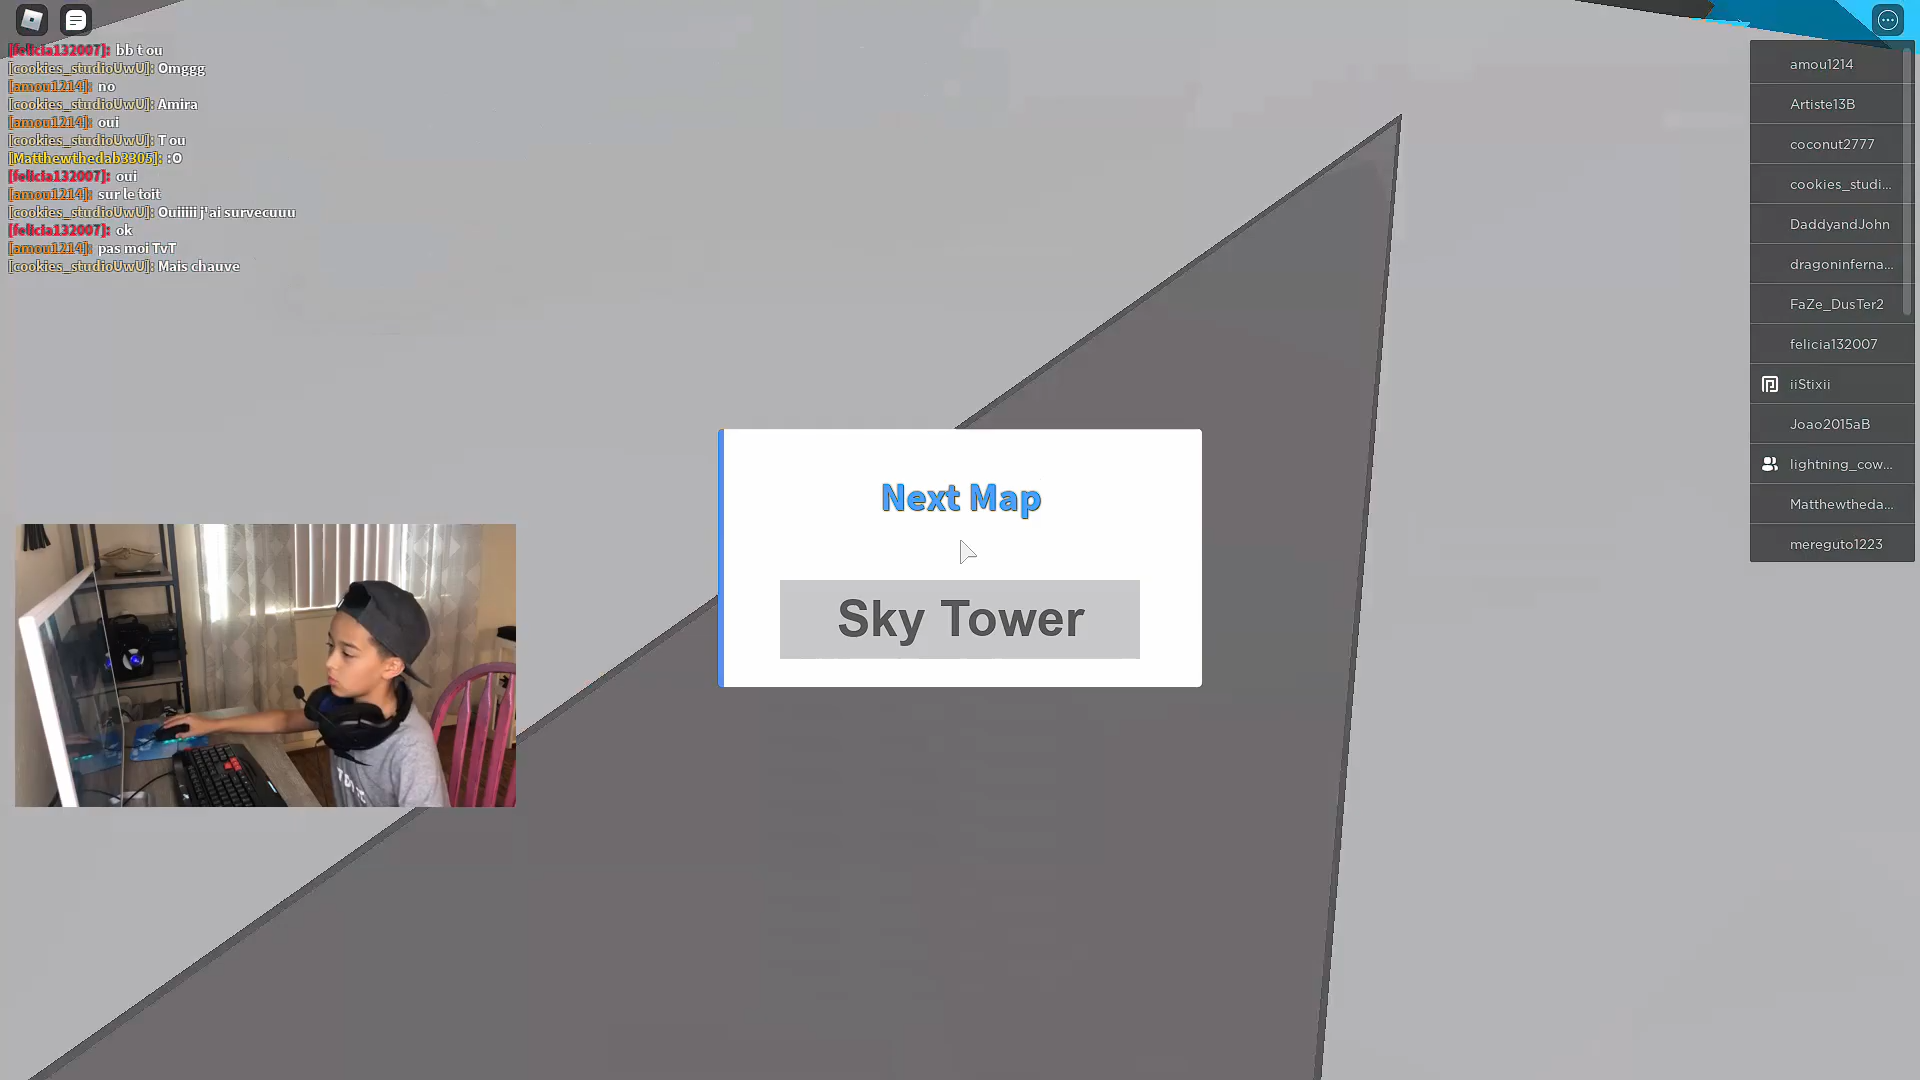 [felicia132007]: bb t ou
[cookies_studioUwU]: Omggg
[amou1214]: no
[cookies_studioUwU]: Amira
[amou1214]: oui
[cookies_studioUwU]: T ou
[Matthewthedab3305]: :O
[felicia132007]: oui
[amou1214]: sur le toit
[cookies_studioUwU]: Ouiiiii j'ai survecuuu
[felicia132007]: ok
[amou1214]: pas moi TvT
[cookies_studioUwU]: Mais chauve
Next Map
Sky Tower
amou1214
Artiste13B
coconut2777
cookies_studi...
DaddyandJohn
dragoninferna...
FaZe_DusTer2
felicia132007
iiStixii
Joao2015aB
lightning_cow...
Matthewtheda...
mereguto1223